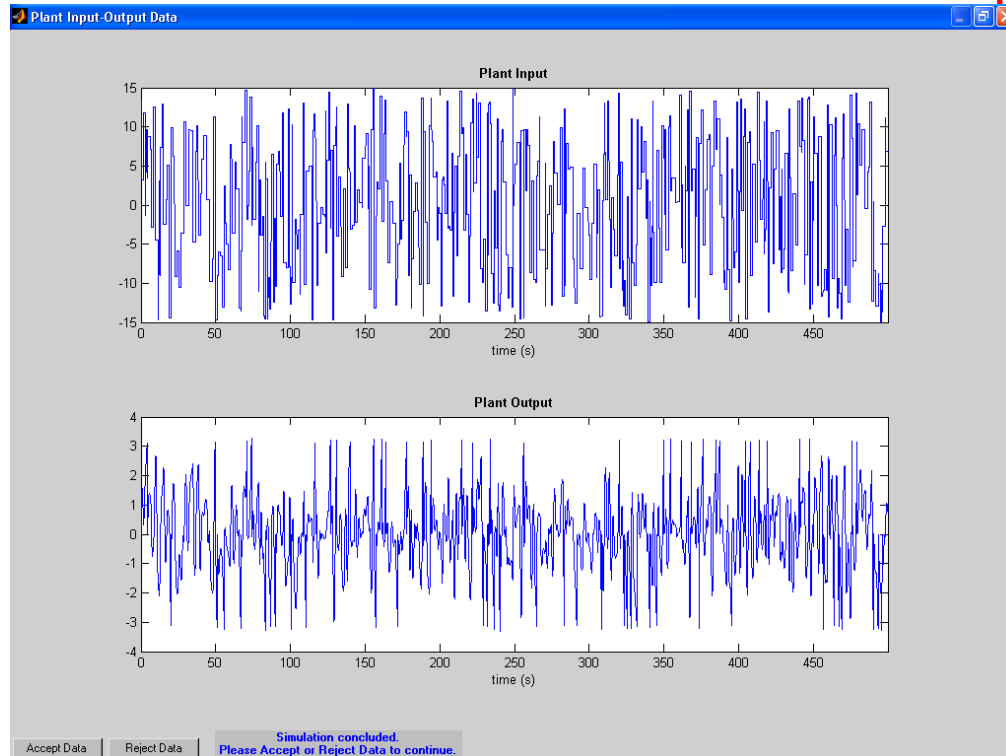 Plant Input-Output Data
Plant Input
15
10
5
0
-5
-10
-15
0 50 100 150 200 250 300 350 400 450
time (s)
Plant Output
4
3
2
1
0
-1
-2
-3
-4
0 50 100 150 200 250 300 350 400 450
time (s)
Simulation concluded.
Accept Data Reject Data Please Accept or Reject Data to continue.